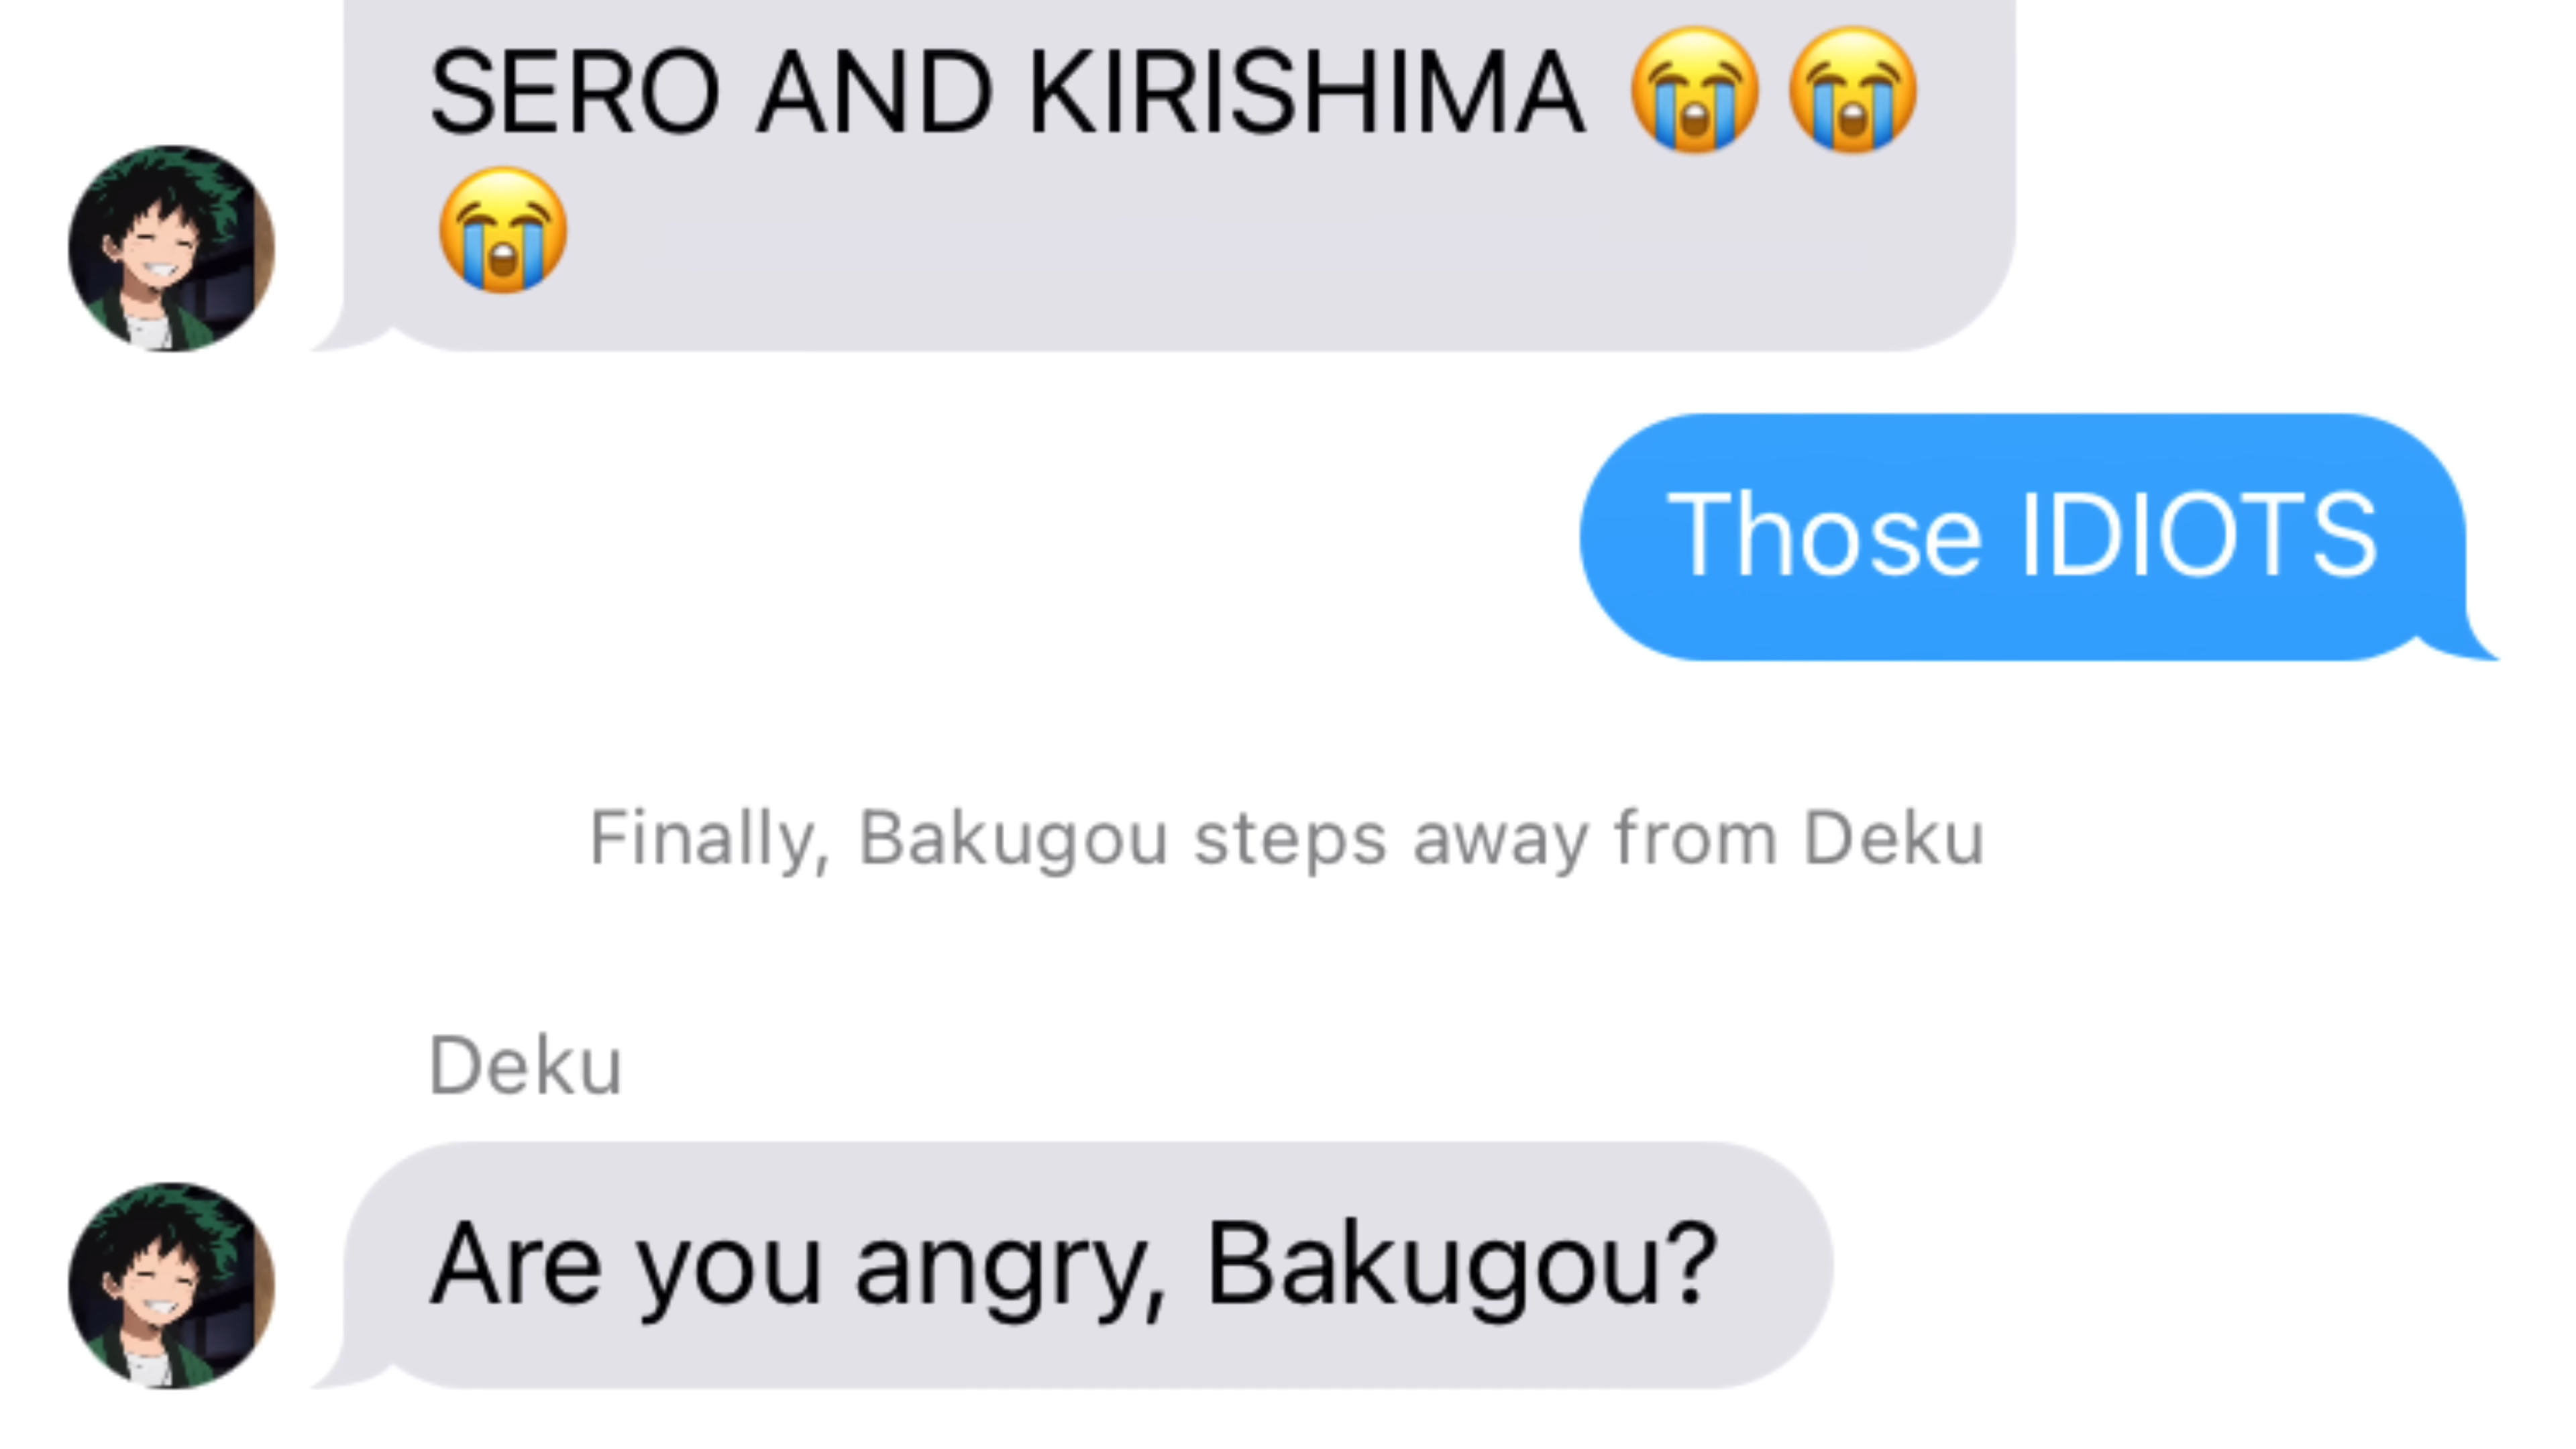 SERO AND KIRISHIMA 😭😭
😭
Those IDIOTS
Finally, Bakugou steps away from Deku
Deku
Are you angry, Bakugou?